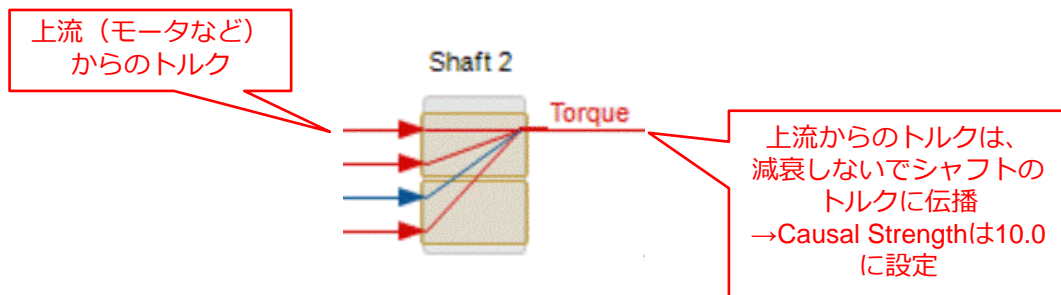 上流（モータなど）
からのトルク
Shaft 2
Torque
上流からのトルクは、
減衰しないでシャフトの
トルクに伝播
→Causal Strengthは10.0
に設定